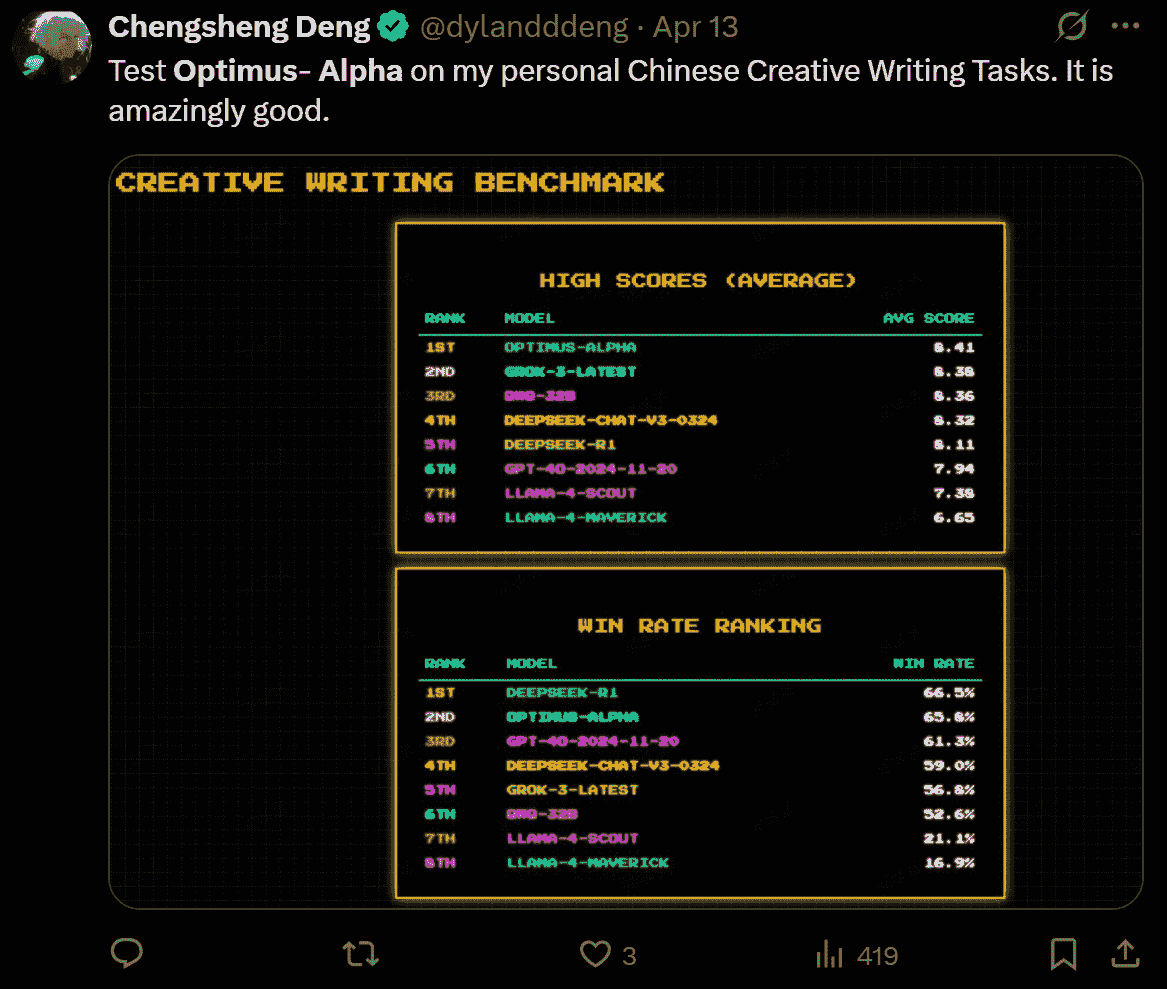 Chengsheng Deng @dylandddeng · Apr 13
Test Optimus- Alpha on my personal Chinese Creative Writing Tasks. It is
amazingly good.
CREATIVE WRITING BENCHMARK
HIGH SCORES (AVERAGE)
RANK MODEL AVG SCORE
1ST OPTIMUS-ALPHA 8.41
2ND GROK-3-LATEST 8.38
3RD QWQ-32B 8.36
4TH DEEPSEEK-CHAT-V3-0324 8.32
5TH DEEPSEEK-R1 8.11
6TH GPT-4O-2024-11-20 7.94
7TH LLAMA-4-SCOUT 7.38
8TH LLAMA-4-MAVERICK 6.65
WIN RATE RANKING
RANK MODEL WIN RATE
1ST DEEPSEEK-R1 66.5%
2ND OPTIMUS-ALPHA 65.8%
3RD GPT-4O-2024-11-20 61.3%
4TH DEEPSEEK-CHAT-V3-0324 59.0%
5TH GROK-3-LATEST 56.8%
6TH QWQ-32B 52.6%
7TH LLAMA-4-SCOUT 21.1%
8TH LLAMA-4-MAVERICK 16.9%
3 419